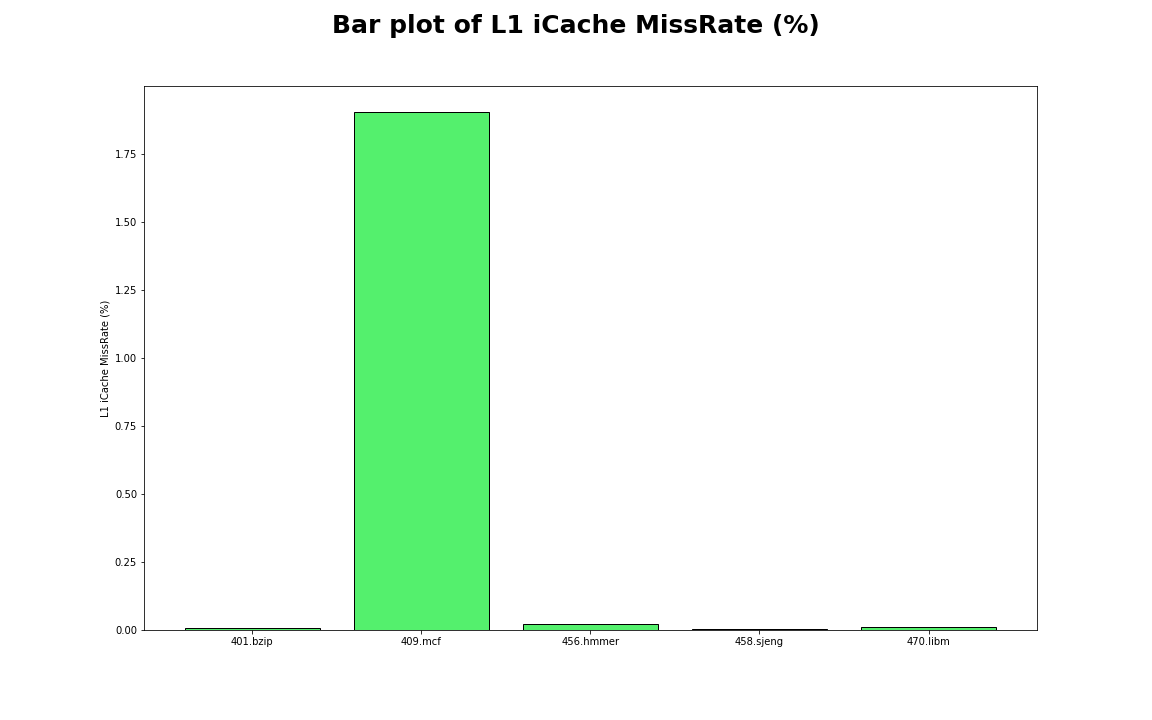 Bar plot of L1 iCache MissRate (%)
L1 iCache MissRate (%)
1.75
1.50
1.25
1.00
0.75
0.50
0.25
0.00
401.bzip 409.mcf 456.hmmer 458.sjeng 470.libm